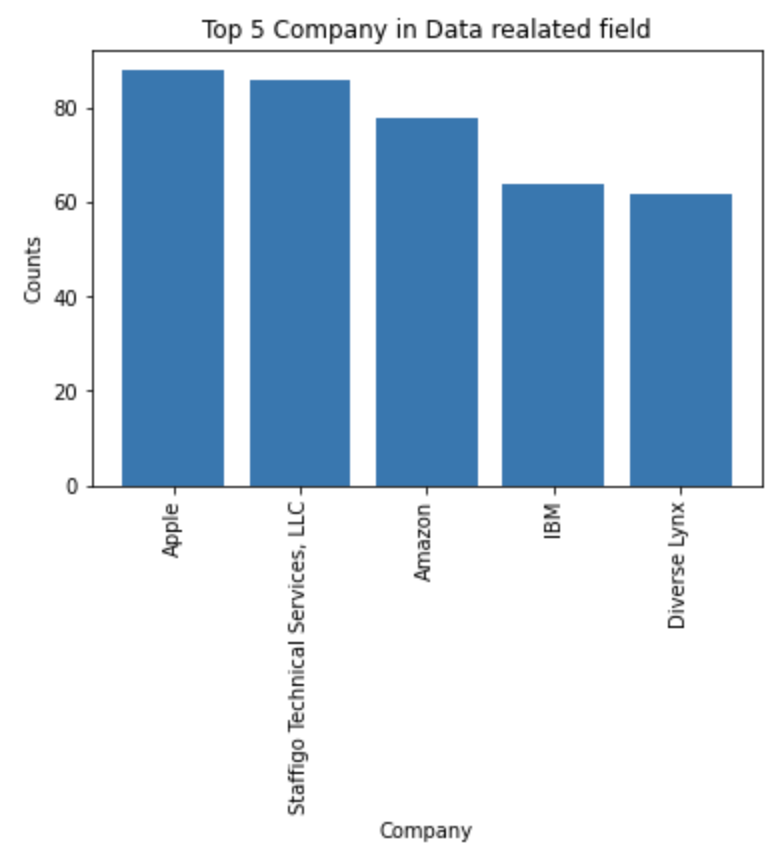 Top 5 Company in Data realated field
Counts
80
60
40
20
0
Apple
Staffigo Technical Services, LLC
Amazon
IBM
Diverse Lynx
Company